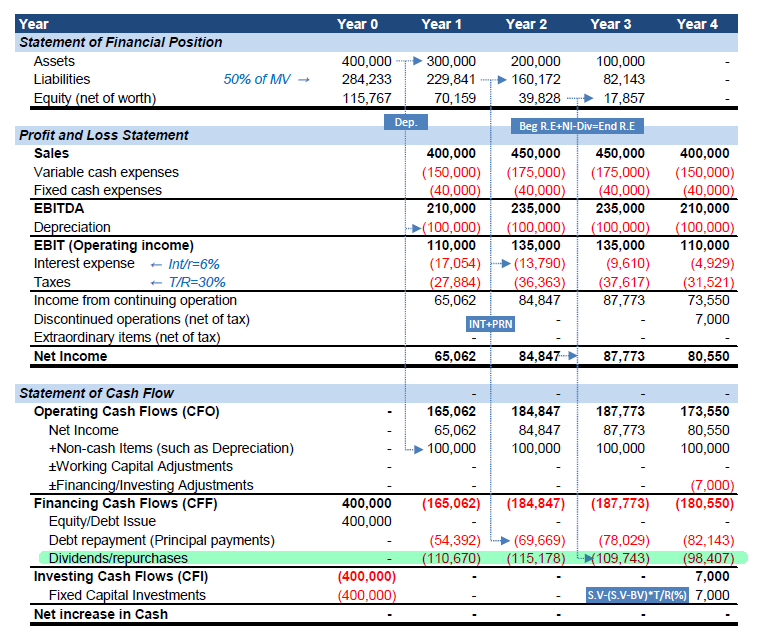 Year Year 0 Year 1 Year 2 Year 3 Year 4
Statement of Financial Position
Assets 400,000 300,000 200,000 100,000 -
Liabilities 50% of MV → 284,233 229,841 160,172 82,143 -
Equity (net of worth) 115,767 70,159 39,828 17,857 -
Dep. Beg R.E+NI-Div=End R.E
Profit and Loss Statement
Sales 400,000 450,000 450,000 400,000
Variable cash expenses (150,000) (175,000) (175,000) (150,000)
Fixed cash expenses (40,000) (40,000) (40,000) (40,000)
EBITDA 210,000 235,000 235,000 210,000
Depreciation (100,000) (100,000) (100,000) (100,000)
EBIT (Operating income) 110,000 135,000 135,000 110,000
Interest expense ← Int/r=6% (17,054) (13,790) (9,610) (4,929)
Taxes ← T/R=30% (27,884) (36,363) (37,617) (31,521)
Income from continuing operation 65,062 84,847 87,773 73,550
Discontinued operations (net of tax) INT+PRN - - 7,000
Extraordinary items (net of tax) - - - -
Net Income 65,062 84,847 87,773 80,550
Statement of Cash Flow - - - -
Operating Cash Flows (CFO) - 165,062 184,847 187,773 173,550
Net Income - 65,062 84,847 87,773 80,550
+Non-cash Items (such as Depreciation) - 100,000 100,000 100,000 100,000
±Working Capital Adjustments - - - - -
±Financing/Investing Adjustments - - - - (7,000)
Financing Cash Flows (CFF) 400,000 (165,062) (184,847) (187,773) (180,550)
Equity/Debt Issue 400,000 - - - -
Debt repayment (Principal payments) - (54,392) (69,669) (78,029) (82,143)
Dividends/repurchases - (110,670) (115,178) (109,743) (98,407)
Investing Cash Flows (CFI) (400,000) - - - 7,000
Fixed Capital Investments (400,000) - - S.V-(S.V-BV)*T/R(%) 7,000
Net increase in Cash - - - - -